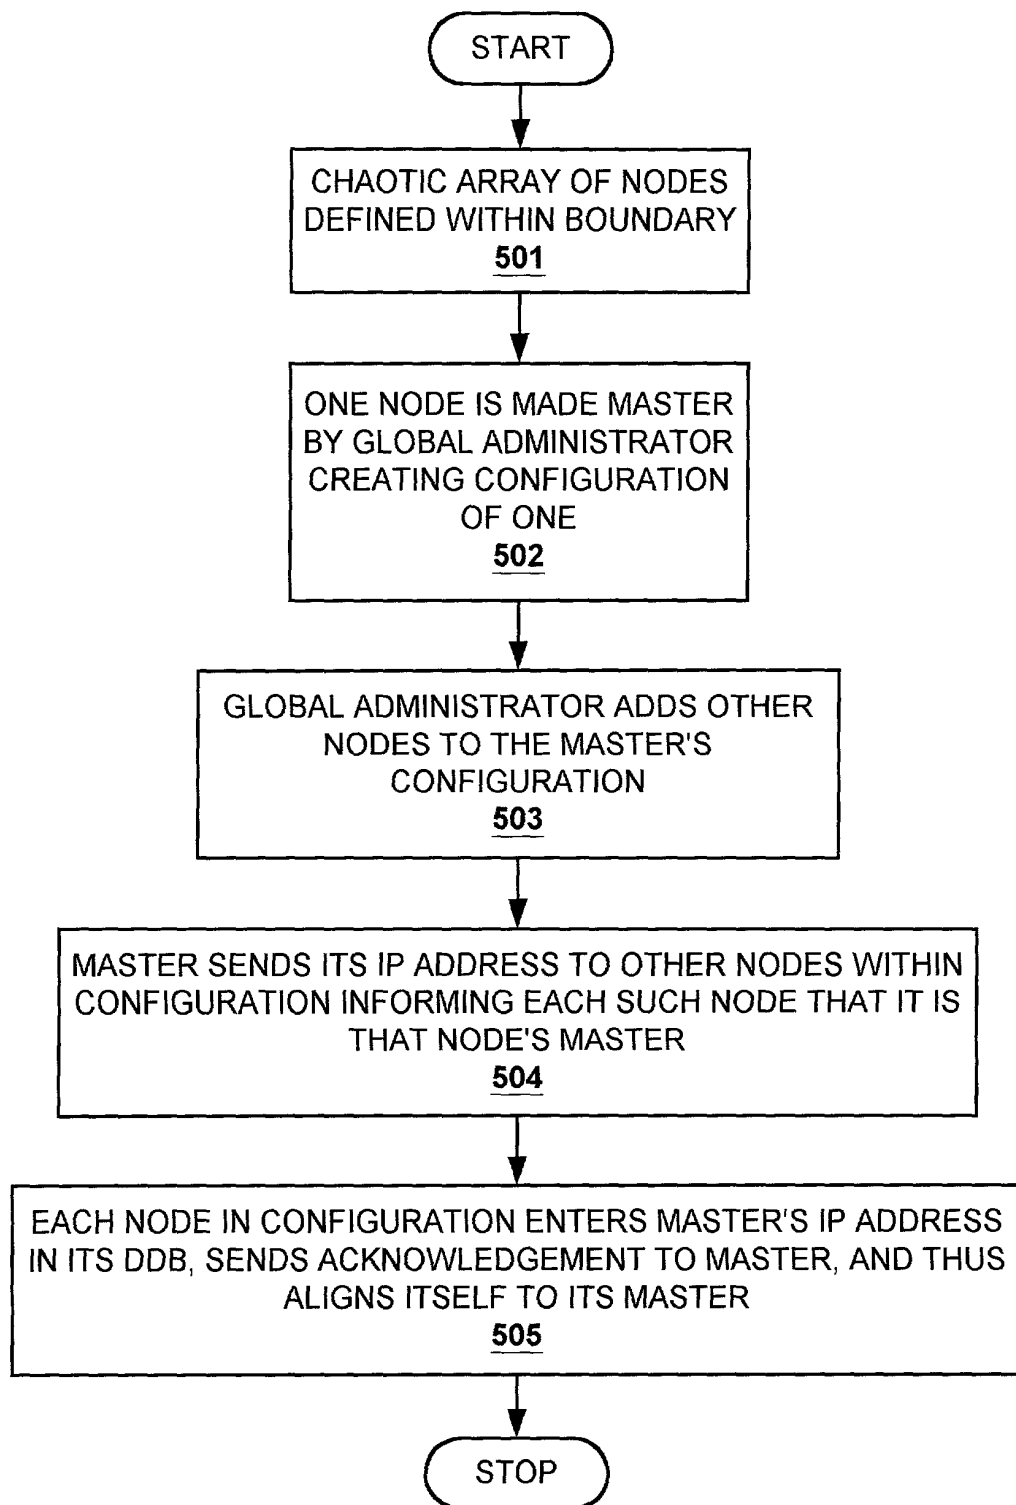 START
CHAOTIC ARRAY OF NODES
DEFINED WITHIN BOUNDARY
501
ONE NODE IS MADE MASTER
BY GLOBAL ADMINISTRATOR
CREATING CONFIGURATION
OF ONE
502
GLOBAL ADMINISTRATOR ADDS OTHER
NODES TO THE MASTER'S
CONFIGURATION
503
MASTER SENDS ITS IP ADDRESS TO OTHER NODES WITHIN
CONFIGURATION INFORMING EACH SUCH NODE THAT IT IS
THAT NODE'S MASTER
504
EACH NODE IN CONFIGURATION ENTERS MASTER'S IP ADDRESS
IN ITS DDB, SENDS ACKNOWLEDGEMENT TO MASTER, AND THUS
ALIGNS ITSELF TO ITS MASTER
505
STOP